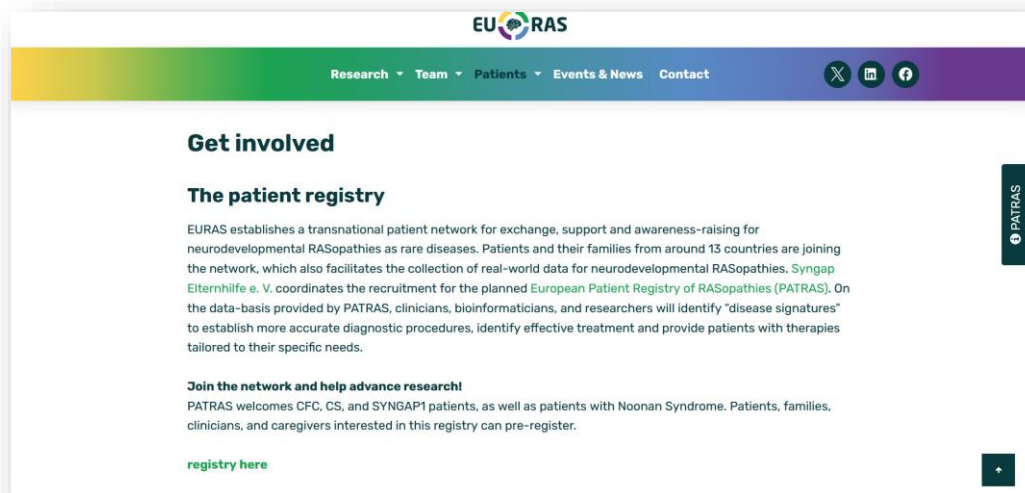 EU RAS
Research Team Patients Events & News Contact
Get involved
The patient registry
EURAS establishes a transnational patient network for exchange, support and awareness-raising for
neurodevelopmental RASopathies as rare diseases. Patients and their families from around 13 countries are joining
the network, which also facilitates the collection of real-world data for neurodevelopmental RASopathies. Syngap
Elternhilfe e. V. coordinates the recruitment for the planned European Patient Registry of RASopathies (PATRAS). On
the data-basis provided by PATRAS, clinicians, bioinformaticians, and researchers will identify "disease signatures"
to establish more accurate diagnostic procedures, identify effective treatment and provide patients with therapies
tailored to their specific needs.
Join the network and help advance research!
PATRAS welcomes CFC, CS, and SYNGAP1 patients, as well as patients with Noonan Syndrome. Patients, families,
clinicians, and caregivers interested in this registry can pre-register.
registry here
PATRAS